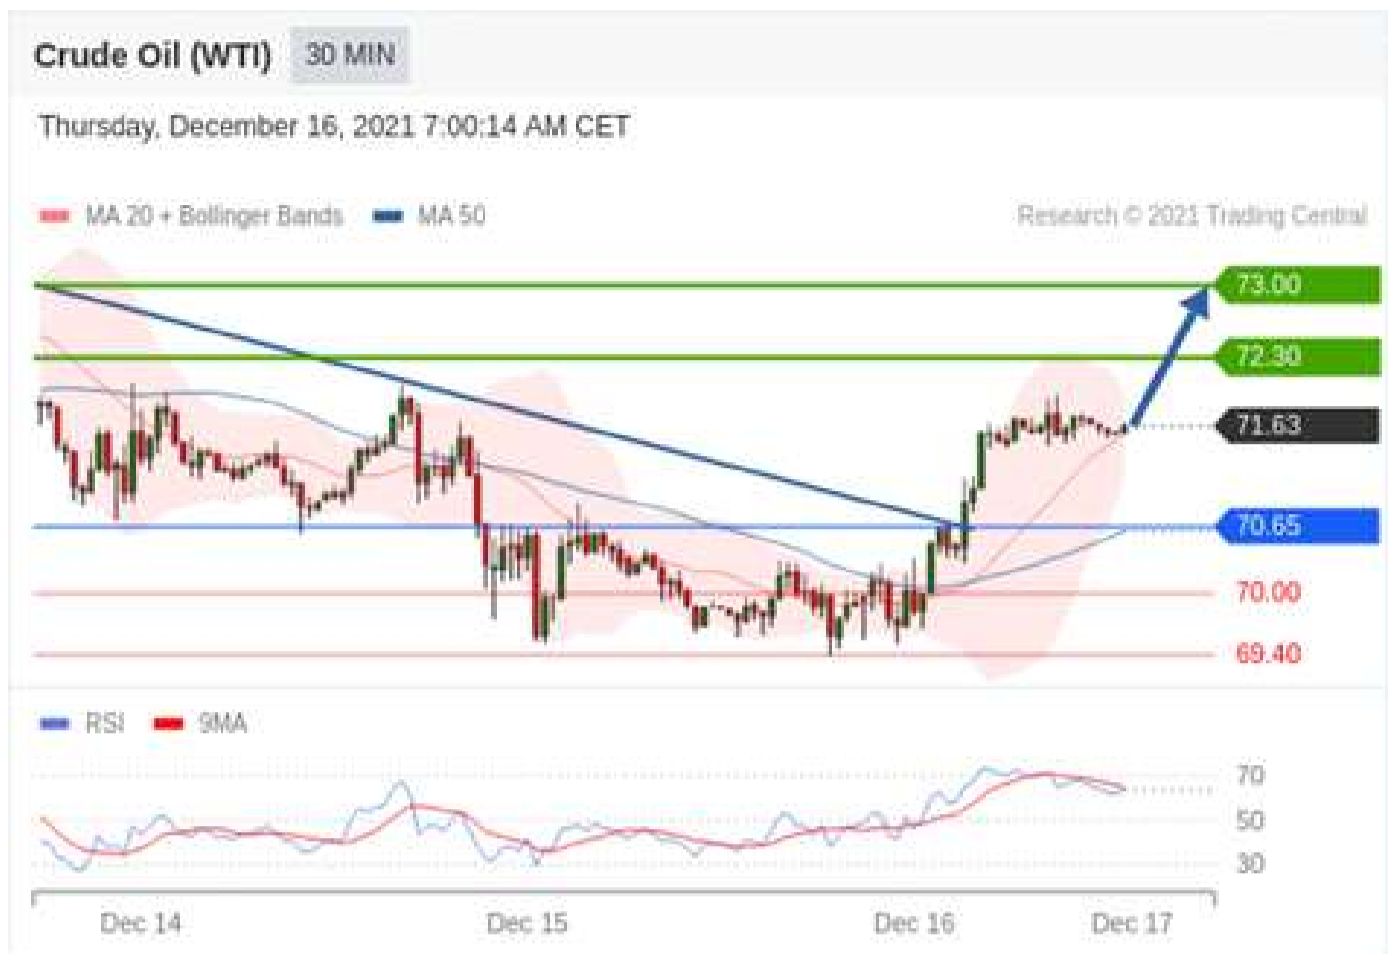 Crude Oil (WTI) 30 MIN
Thursday, December 16, 2021 7:00:14 AM CET
MA 20 + Bollinger Bands MA 50 Research © 2021 Trading Central
73.00
72.30
71.63
70.65
70.00
69.40
RSI 9MA
70
50
30
Dec 14 Dec 15 Dec 16 Dec 17